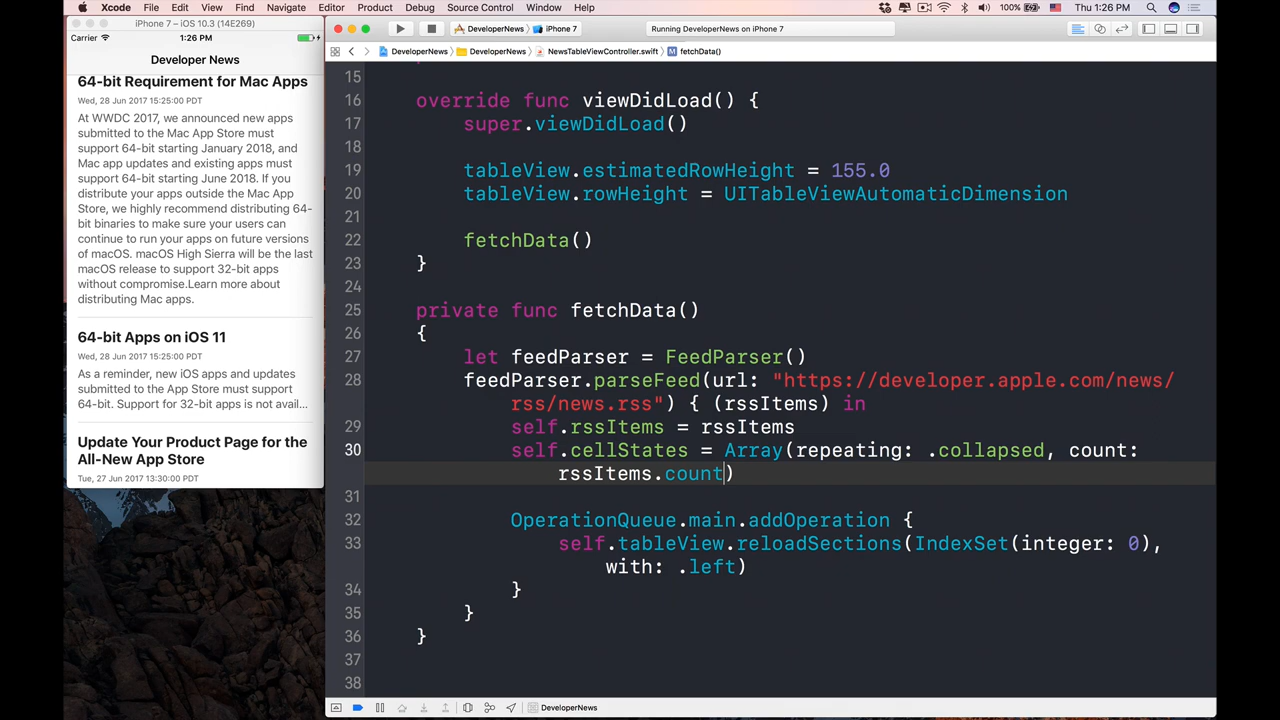 Xcode File Edit View Find Navigate Editor Product Debug Source Control Window Help 100% Thu 1:26 PM
iPhone 7 – iOS 10.3 (14E269)
Carrier 1:26 PM
Developer News
64-bit Requirement for Mac Apps
Wed, 28 Jun 2017 15:25:00 PDT
At WWDC 2017, we announced new apps
submitted to the Mac App Store must
support 64-bit starting January 2018, and
Mac app updates and existing apps must
support 64-bit starting June 2018. If you
distribute your apps outside the Mac App
Store, we highly recommend distributing 64-
bit binaries to make sure your users can
continue to run your apps on future versions
of macOS. macOS High Sierra will be the last
macOS release to support 32-bit apps
without compromise.Learn more about
distributing Mac apps.
64-bit Apps on iOS 11
Wed, 28 Jun 2017 15:25:00 PDT
As a reminder, new iOS apps and updates
submitted to the App Store must support
64-bit. Support for 32-bit apps is not avail...
Update Your Product Page for the
All-New App Store
Tue, 27 Jun 2017 13:30:00 PDT
DeveloperNews iPhone 7 Running DeveloperNews on iPhone 7
DeveloperNews DeveloperNews NewsTableViewController.swift M fetchData()
15
16 override func viewDidLoad() {
17 super.viewDidLoad()
18
19 tableView.estimatedRowHeight = 155.0
20 tableView.rowHeight = UITableViewAutomaticDimension
21
22 fetchData()
23 }
24
25 private func fetchData()
26 {
27 let feedParser = FeedParser()
28 feedParser.parseFeed(url: "https://developer.apple.com/news/
rss/news.rss") { (rssItems) in
29 self.rssItems = rssItems
30 self.cellStates = Array(repeating: .collapsed, count:
rssItems.count)
31
32 OperationQueue.main.addOperation {
33 self.tableView.reloadSections(IndexSet(integer: 0),
with: .left)
34 }
35 }
36 }
37
38
DeveloperNews